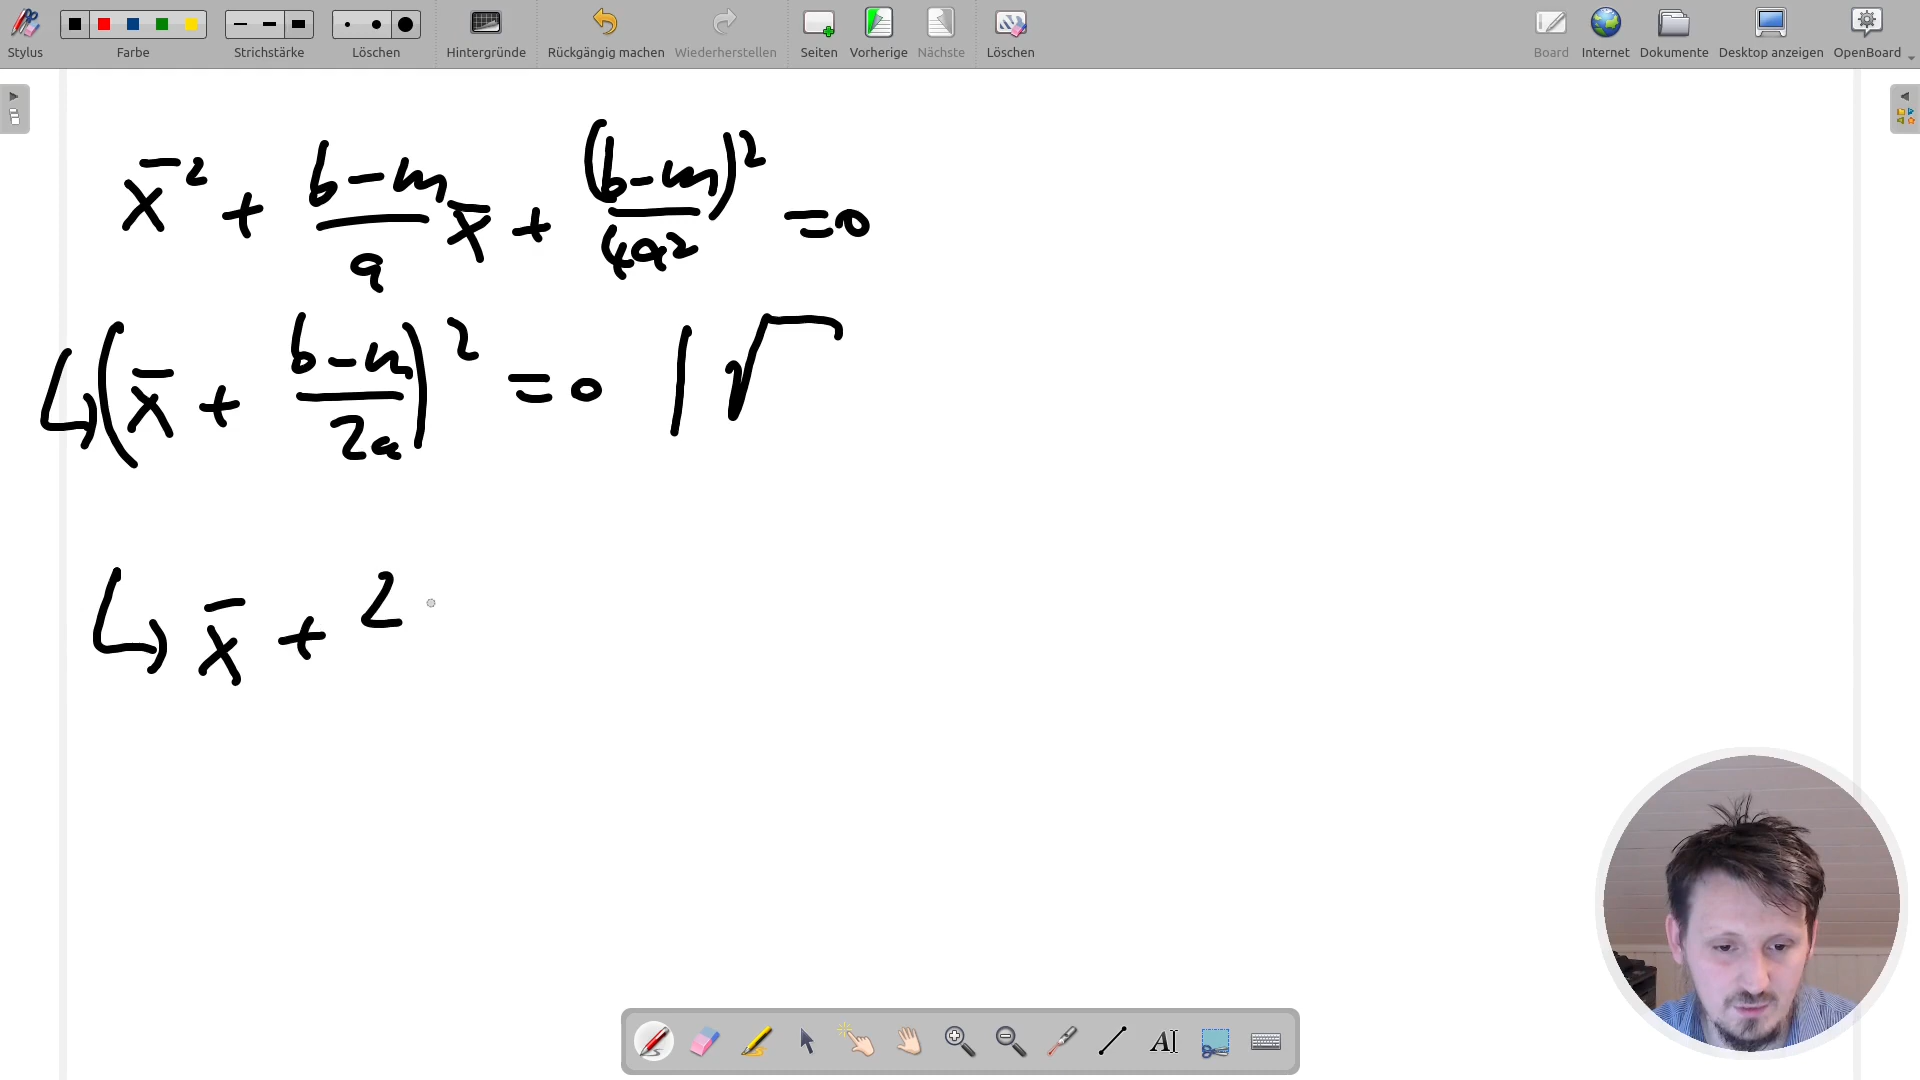 Stylus Farbe Strichstärke Löschen Hintergründe Rückgängig machen Wiederherstellen Seiten Vorherige Nächste Löschen Board Internet Dokumente Desktop anzeigen OpenBoard
x̄² + (b-m)/a x̄ + (b-m)²/4a² = 0
↳ (x̄ + (b-m)/2a)² = 0 | √
↳ x̄ + 2
AI